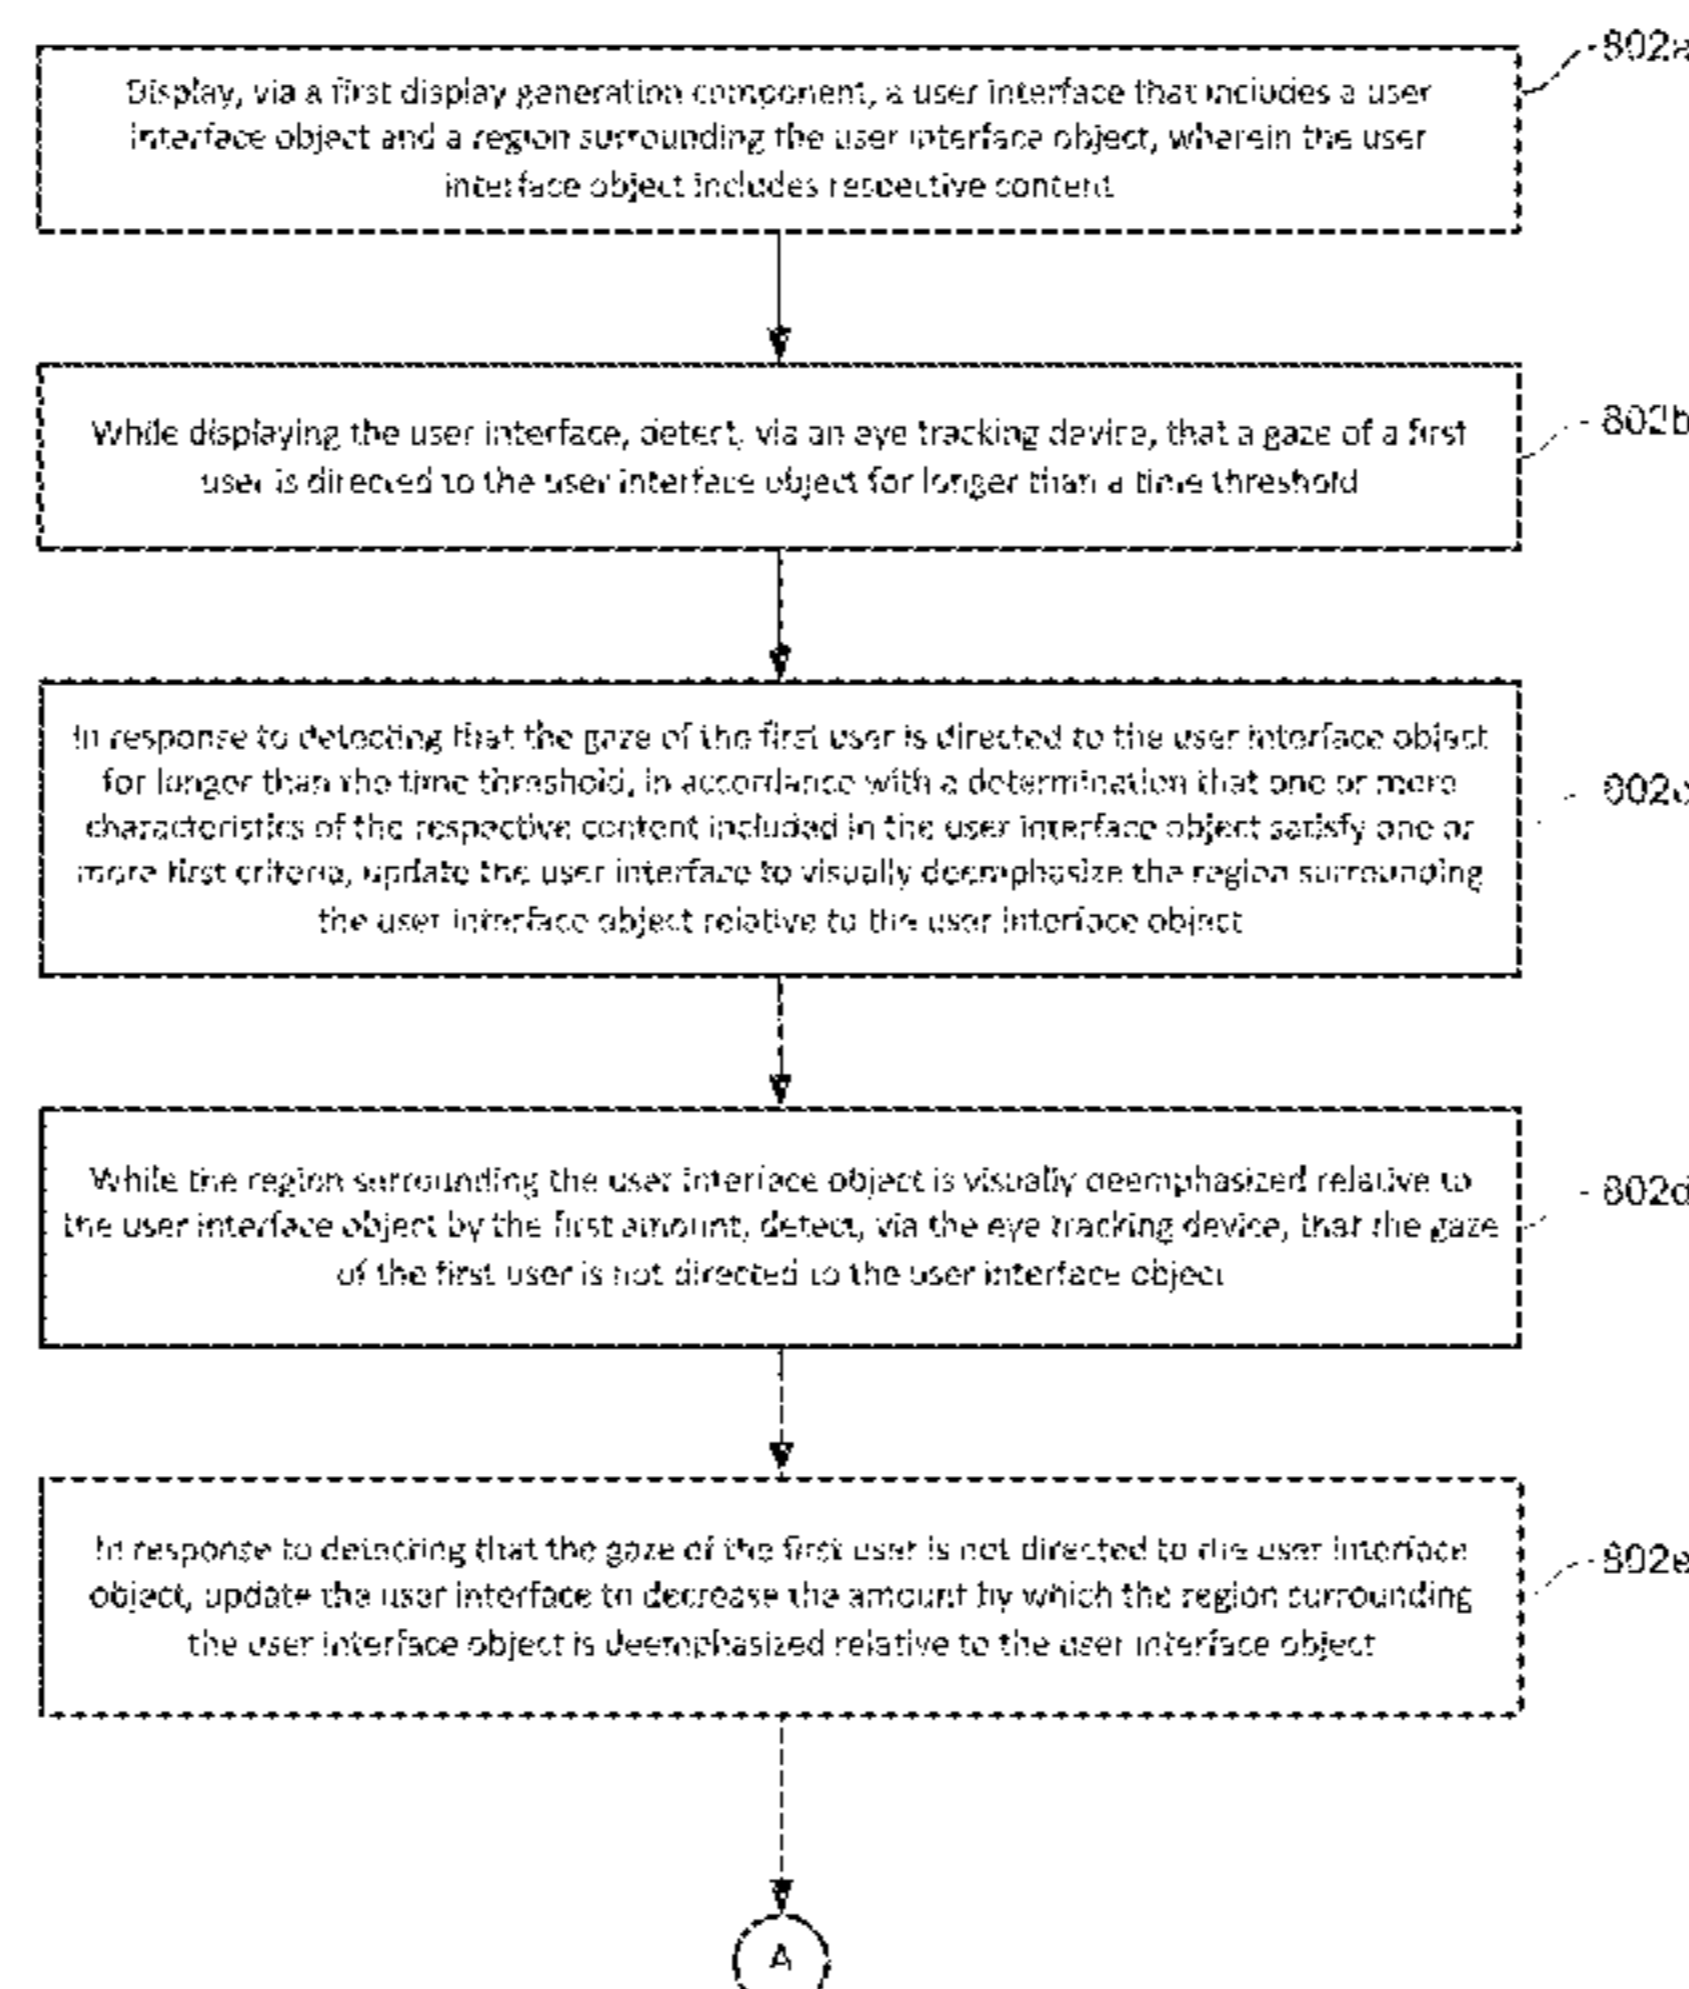 802a
Display, via a first display generation component, a user interface that includes a user
interface object and a region surrounding the user interface object, wherein the user
interface object includes respective content
802b
While displaying the user interface, detect, via an eye tracking device, that a gaze of a first
user is directed to the user interface object for longer than a time threshold
802c
In response to detecting that the gaze of the first user is directed to the user interface object
for longer than the time threshold, in accordance with a determination that one or more
characteristics of the respective content included in the user interface object satisfy one or
more first criteria, update the user interface to visually deemphasize the region surrounding
the user interface object relative to the user interface object
802d
While the region surrounding the user interface object is visually deemphasized relative to
the user interface object by the first amount, detect, via the eye tracking device, that the gaze
of the first user is not directed to the user interface object
802e
In response to detecting that the gaze of the first user is not directed to the user interface
object, update the user interface to decrease the amount by which the region surrounding
the user interface object is deemphasized relative to the user interface object
A